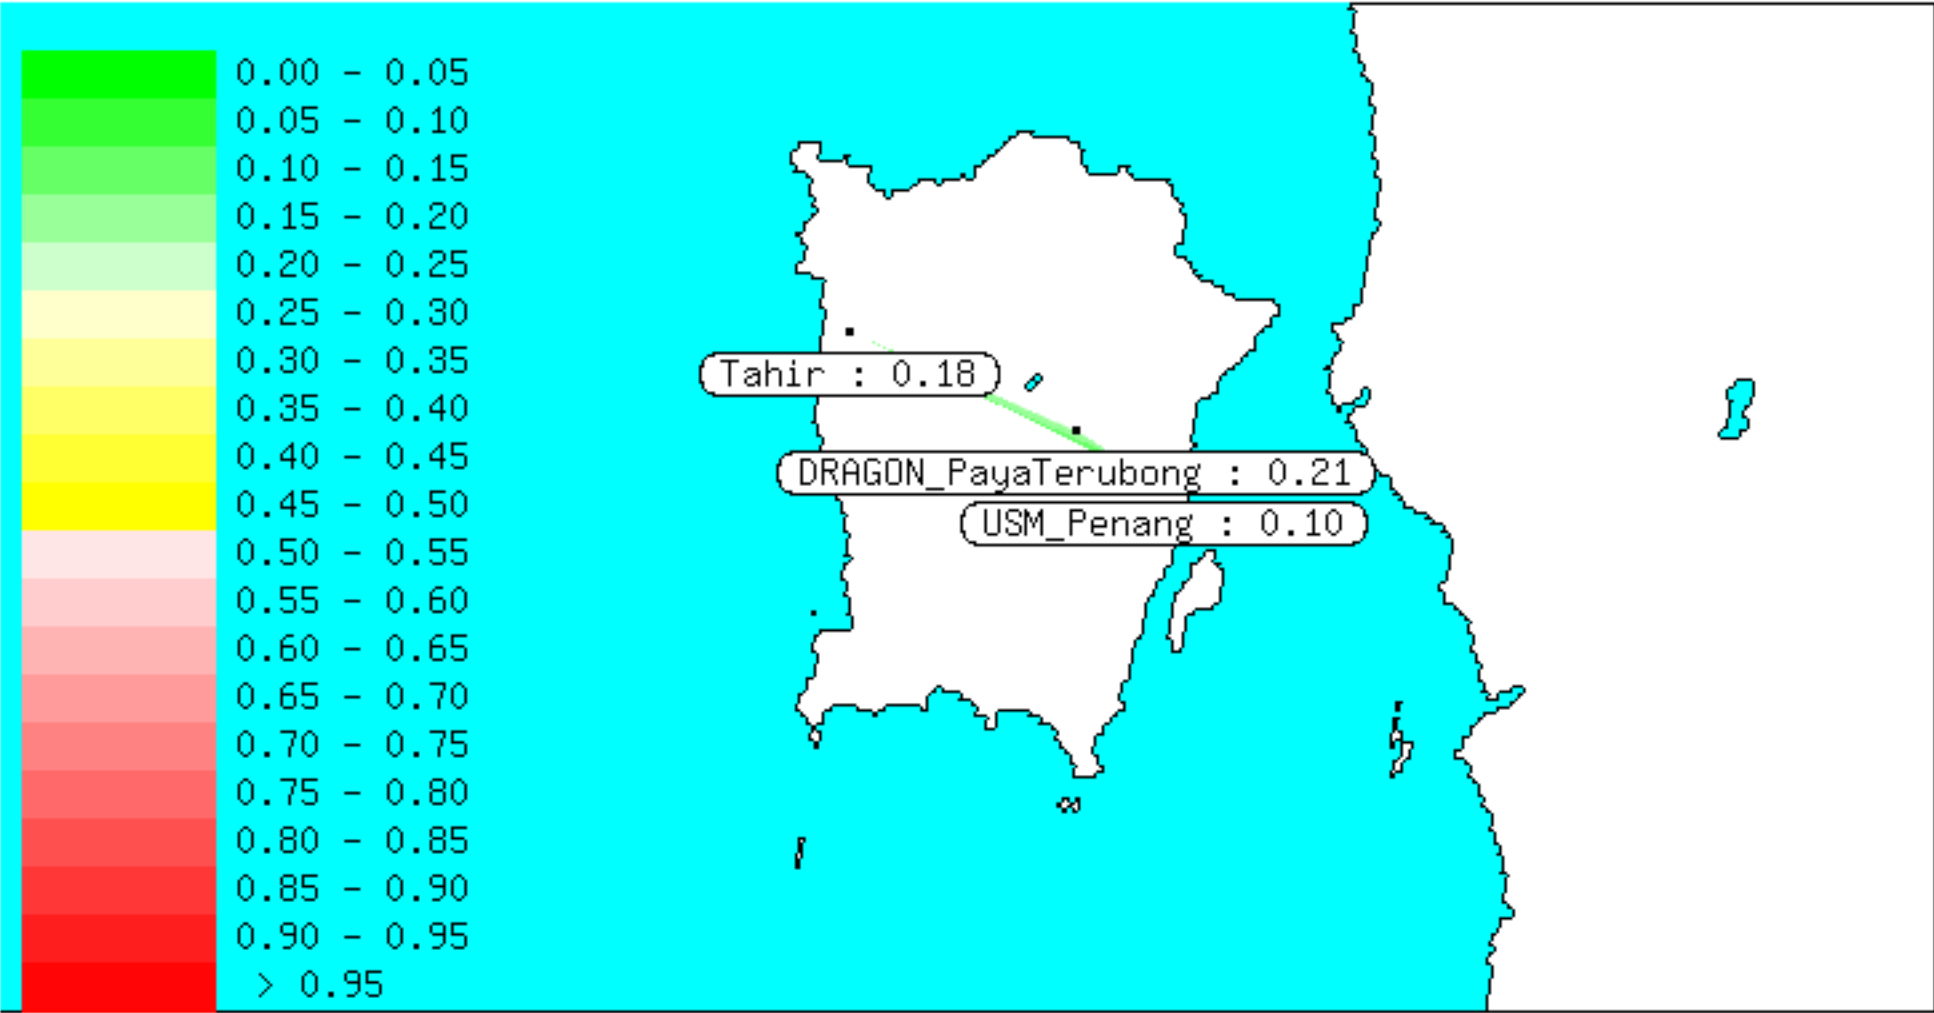 0.00 - 0.05
0.05 - 0.10
0.10 - 0.15
0.15 - 0.20
0.20 - 0.25
0.25 - 0.30
0.30 - 0.35
0.35 - 0.40
0.40 - 0.45
0.45 - 0.50
0.50 - 0.55
0.55 - 0.60
0.60 - 0.65
0.65 - 0.70
0.70 - 0.75
0.75 - 0.80
0.80 - 0.85
0.85 - 0.90
0.90 - 0.95
> 0.95
Tahir : 0.18
DRAGON_PayaTerubong : 0.21
USM_Penang : 0.10